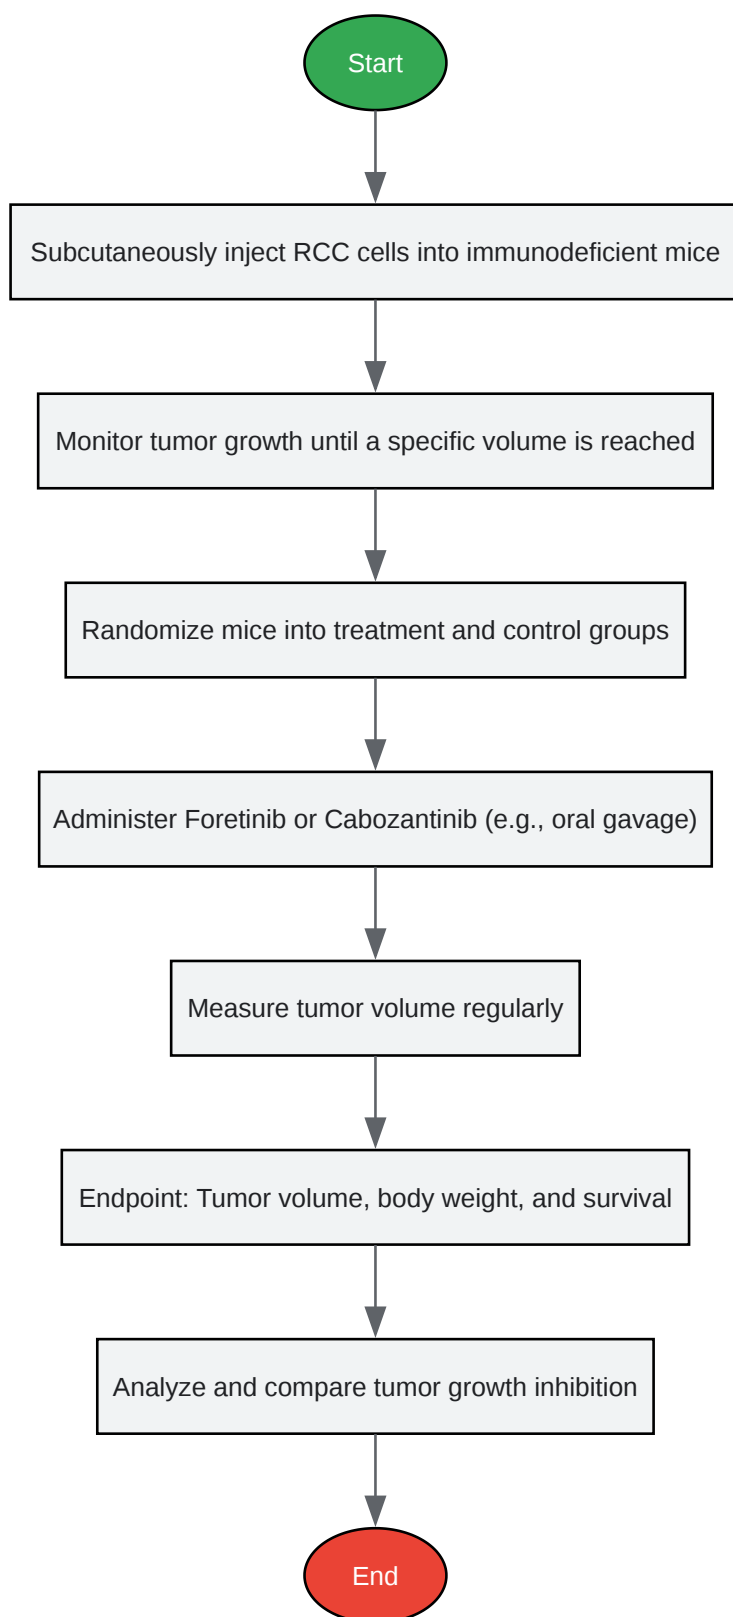 Start
Subcutaneously inject RCC cells into immunodeficient mice
Monitor tumor growth until a specific volume is reached
Randomize mice into treatment and control groups
Administer Foretinib or Cabozantinib (e.g., oral gavage)
Measure tumor volume regularly
Endpoint: Tumor volume, body weight, and survival
Analyze and compare tumor growth inhibition
End